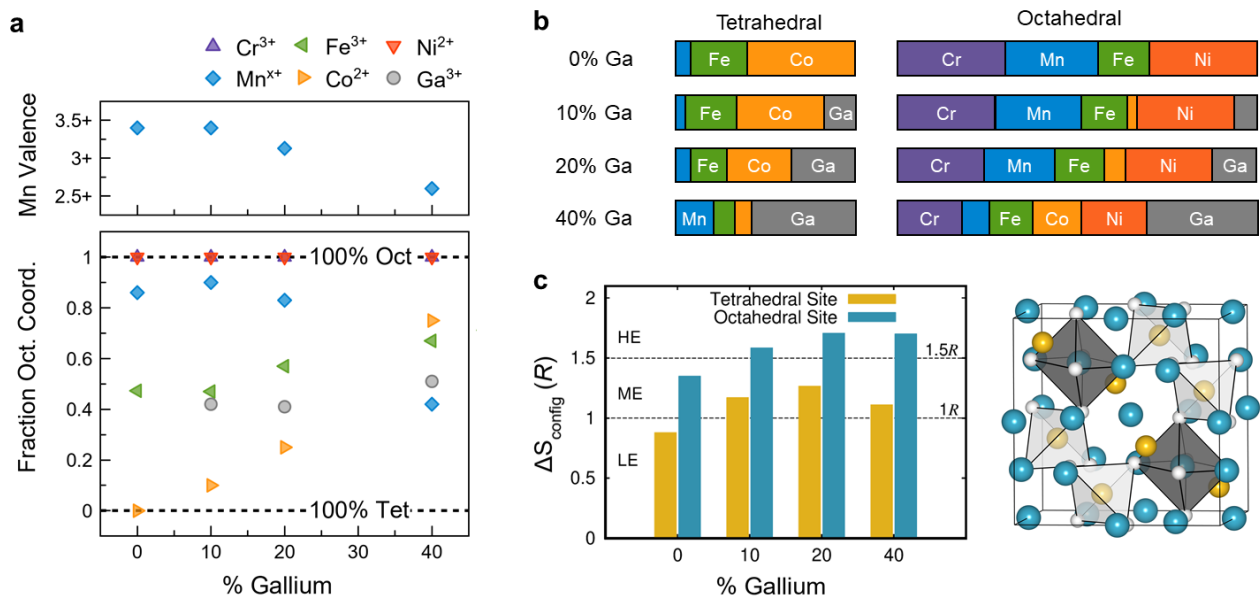 a
Cr3+ Fe3+ Ni2+
Mnx+ Co2+ Ga3+
Mn Valence
3.5+
3+
2.5+
Fraction Oct. Coord.
1
0.8
0.6
0.4
0.2
0
100% Oct
100% Tet
0 10 20 40
% Gallium
b
Tetrahedral Octahedral
0% Ga Fe Co Cr Mn Fe Ni
10% Ga Fe Co Ga Cr Mn Fe Ni
20% Ga Fe Co Ga Cr Mn Fe Ni Ga
40% Ga Mn Ga Cr Fe Co Ni Ga
c
ΔSconfig (R)
2
1.5
1
0.5
0
Tetrahedral Site
Octahedral Site
HE
1.5R
ME
1R
LE
0 10 20 40
% Gallium